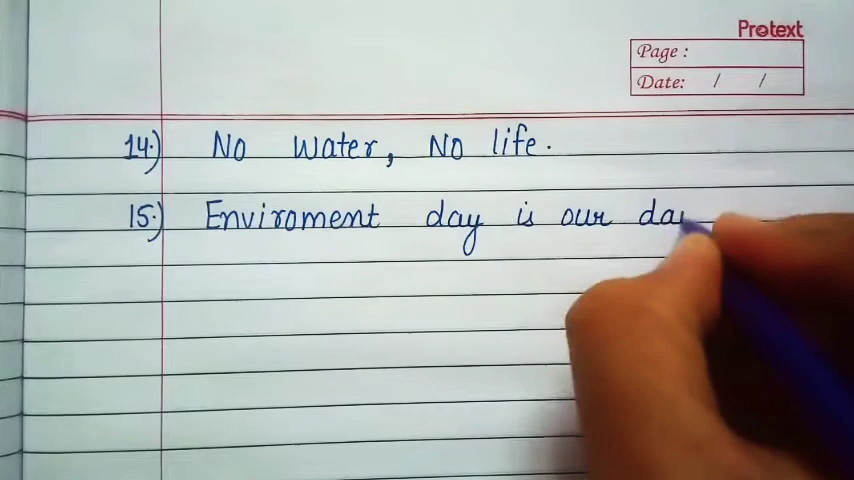 Protext
Page :
Date: / /
14.) No Water, No life.
15.) Enviroment day is our